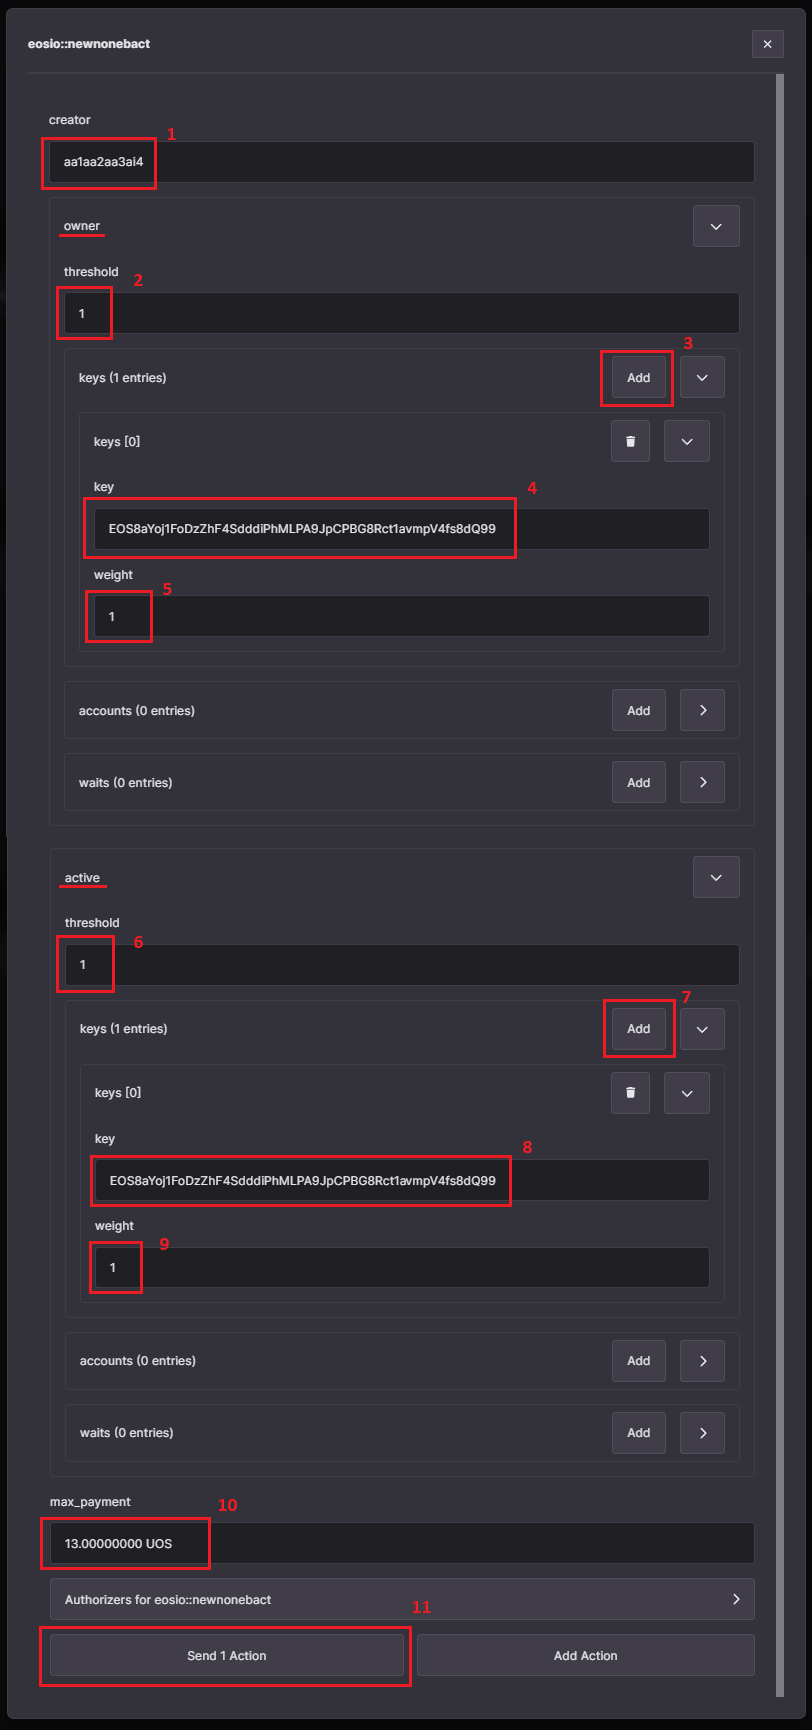 eosio::newnonebact
creator
1
aa1aa2aa3ai4
owner
threshold
2
1
3
keys (1 entries)
Add
keys [0]
key
4
EOS8aYoj1FoDzZhF4SdddiPhMLPA9JpCPBG8Rct1avmpV4fs8dQ99
weight
5
1
accounts (0 entries)
Add
waits (0 entries)
Add
active
threshold
6
1
7
keys (1 entries)
Add
keys [0]
key
8
EOS8aYoj1FoDzZhF4SdddiPhMLPA9JpCPBG8Rct1avmpV4fs8dQ99
weight
9
1
accounts (0 entries)
Add
waits (0 entries)
Add
max_payment
10
13.00000000 UOS
Authorizers for eosio::newnonebact
11
Send 1 Action
Add Action